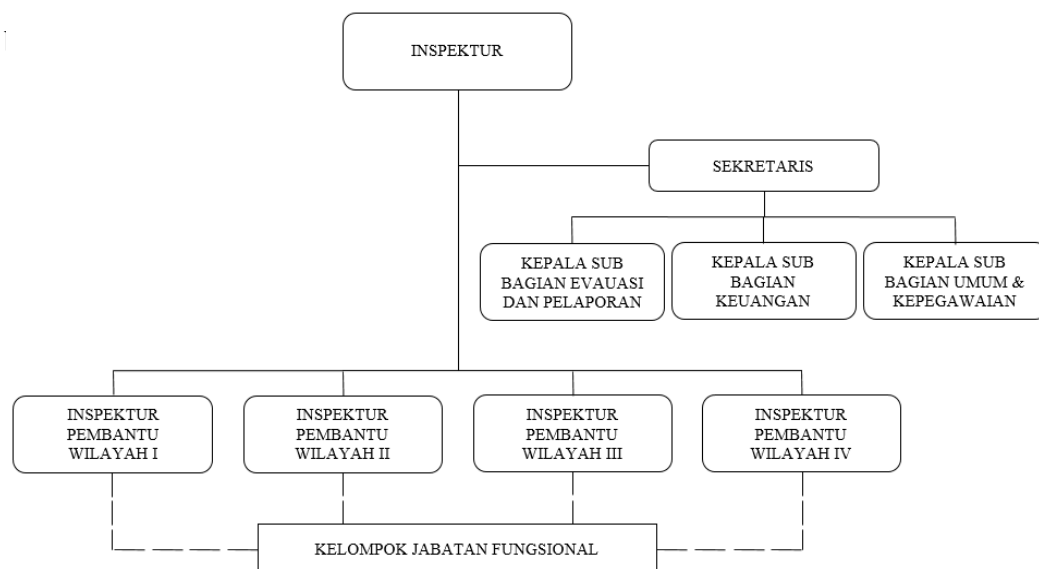 INSPEKTUR
SEKRETARIS
KEPALA SUB
BAGIAN EVAUASI
DAN PELAPORAN
KEPALA SUB
BAGIAN
KEUANGAN
KEPALA SUB
BAGIAN UMUM &
KEPEGAWAIAN
INSPEKTUR
PEMBANTU
WILAYAH I
INSPEKTUR
PEMBANTU
WILAYAH II
INSPEKTUR
PEMBANTU
WILAYAH III
INSPEKTUR
PEMBANTU
WILAYAH IV
KELOMPOK JABATAN FUNGSIONAL